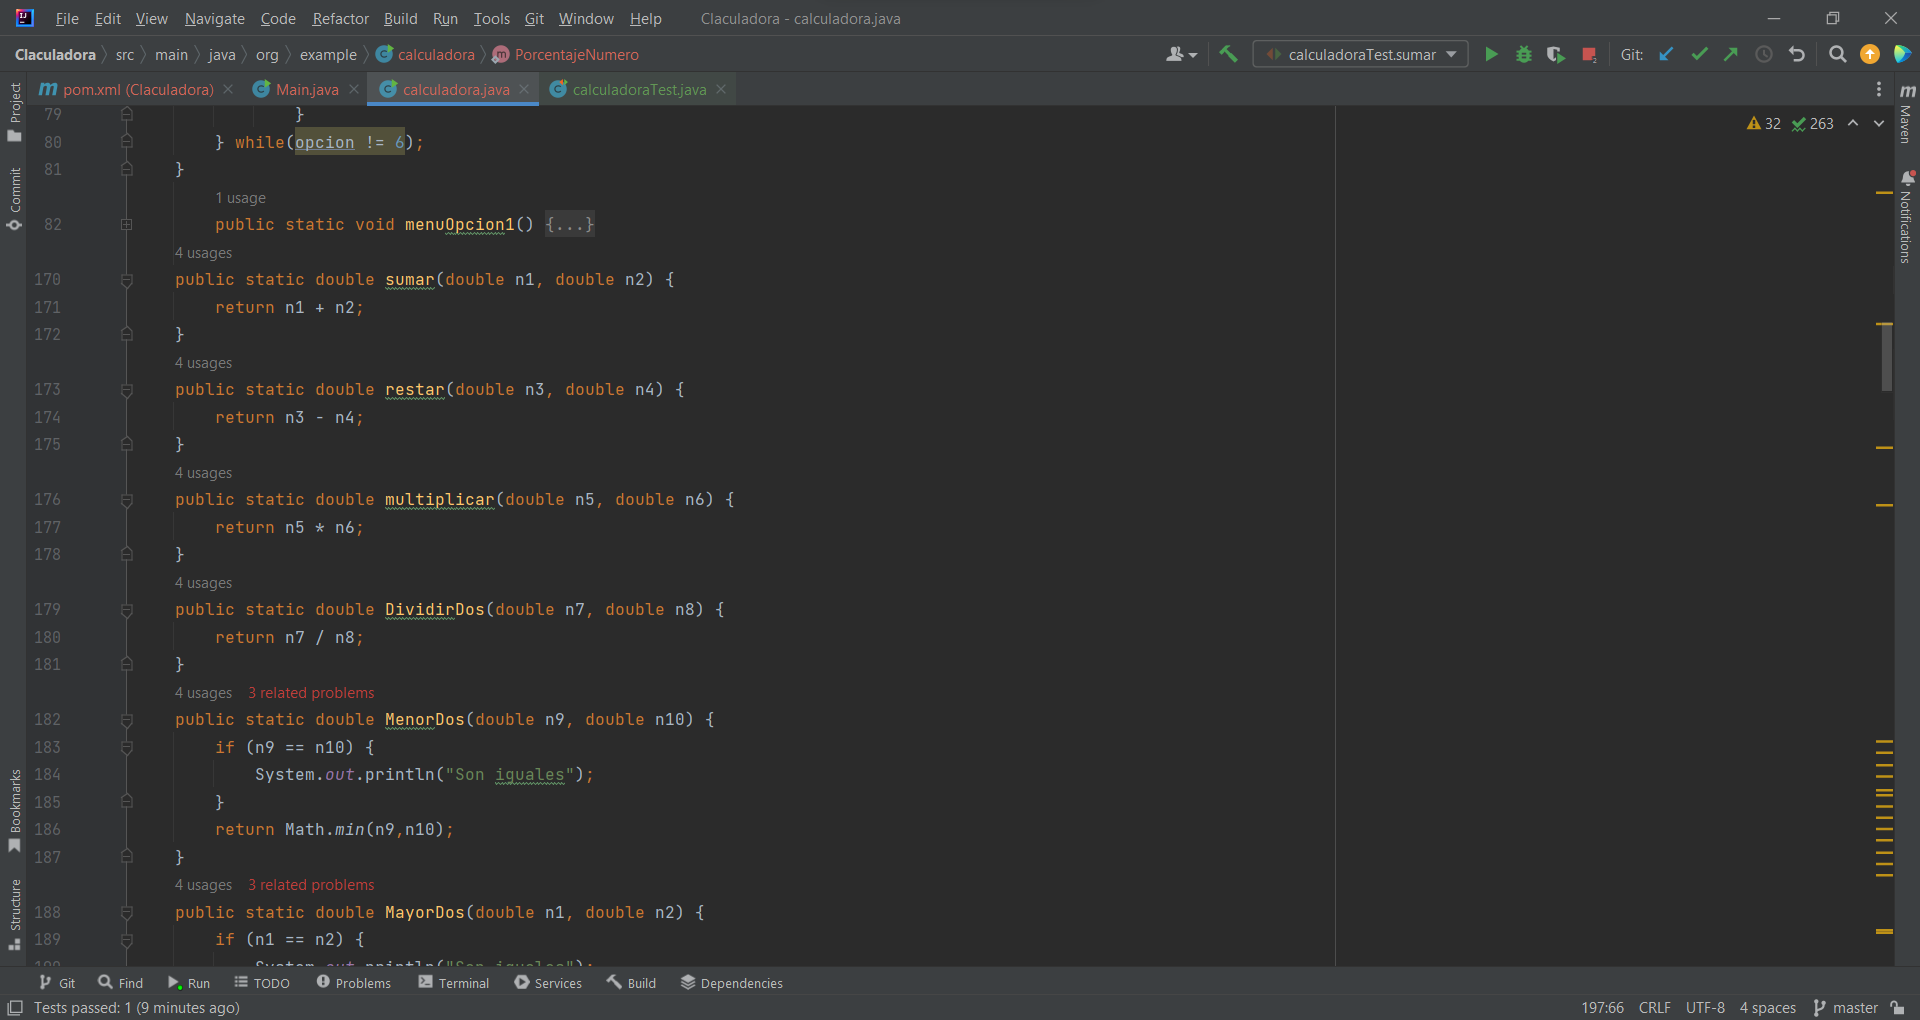 File Edit View Navigate Code Refactor Build Run Tools Git Window Help Claculadora - calculadora.java
Claculadora src main java org example calculadora PorcentajeNumero calculadoraTest.sumar Git:
pom.xml (Claculadora) Main.java calculadora.java calculadoraTest.java
Project
Commit
Bookmarks
Structure
Maven
Notifications
32 263
79 }
80 } while(opcion != 6);
81 }
1 usage
82 public static void menuOpcion1() {...}
4 usages
170 public static double sumar(double n1, double n2) {
171 return n1 + n2;
172 }
4 usages
173 public static double restar(double n3, double n4) {
174 return n3 - n4;
175 }
4 usages
176 public static double multiplicar(double n5, double n6) {
177 return n5 * n6;
178 }
4 usages
179 public static double DividirDos(double n7, double n8) {
180 return n7 / n8;
181 }
4 usages 3 related problems
182 public static double MenorDos(double n9, double n10) {
183 if (n9 == n10) {
184 System.out.println("Son iguales");
185 }
186 return Math.min(n9,n10);
187 }
4 usages 3 related problems
188 public static double MayorDos(double n1, double n2) {
189 if (n1 == n2) {
System.out.println("Son iguales");
Git Find Run TODO Problems Terminal Services Build Dependencies
Tests passed: 1 (9 minutes ago) 197:66 CRLF UTF-8 4 spaces master